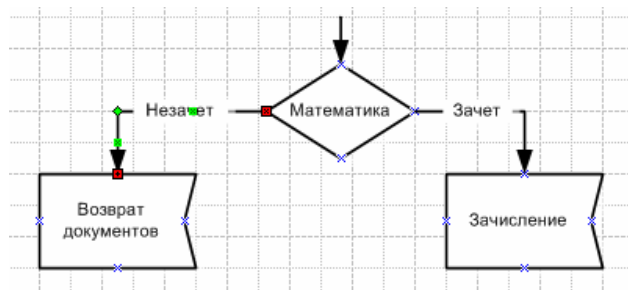 Незачет
Математика
Зачет
Возврат
документов
Зачисление